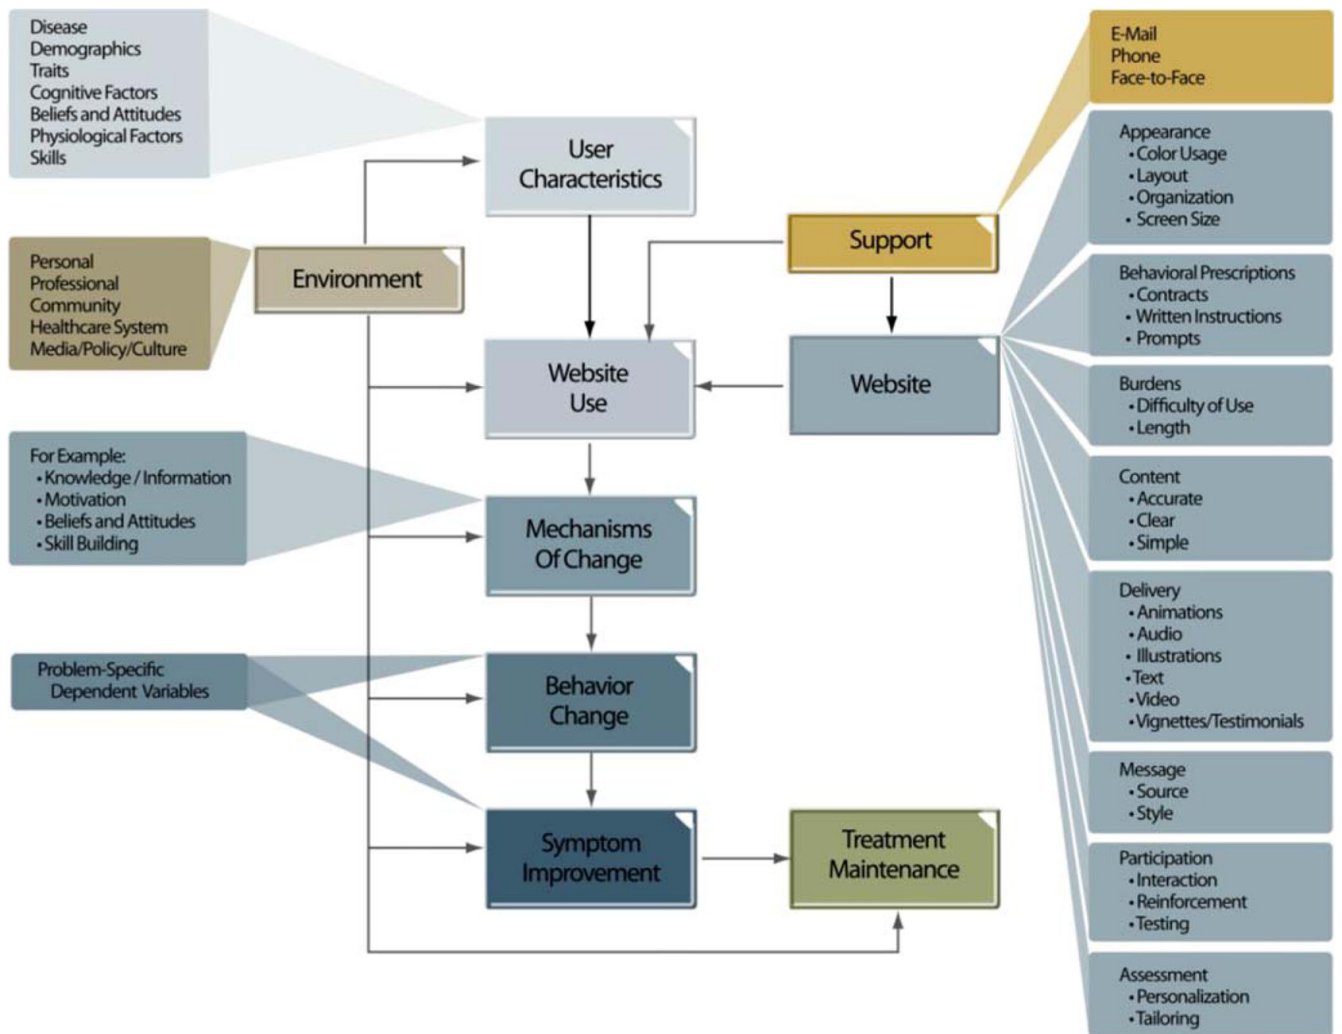 Disease
Demographics
Traits
Cognitive Factors
Beliefs and Attitudes
Physiological Factors
Skills
User
Characteristics
Personal
Professional
Community
Healthcare System
Media/Policy/Culture
Environment
Support
E-Mail
Phone
Face-to-Face
Website
Use
Website
For Example:
• Knowledge / Information
• Motivation
• Beliefs and Attitudes
• Skill Building
Mechanisms
Of Change
Problem-Specific
Dependent Variables
Behavior
Change
Symptom
Improvement
Treatment
Maintenance
Appearance
• Color Usage
• Layout
• Organization
• Screen Size
Behavioral Prescriptions
• Contracts
• Written Instructions
• Prompts
Burdens
• Difficulty of Use
• Length
Content
• Accurate
• Clear
• Simple
Delivery
• Animations
• Audio
• Illustrations
• Text
• Video
• Vignettes/Testimonials
Message
• Source
• Style
Participation
• Interaction
• Reinforcement
• Testing
Assessment
• Personalization
• Tailoring